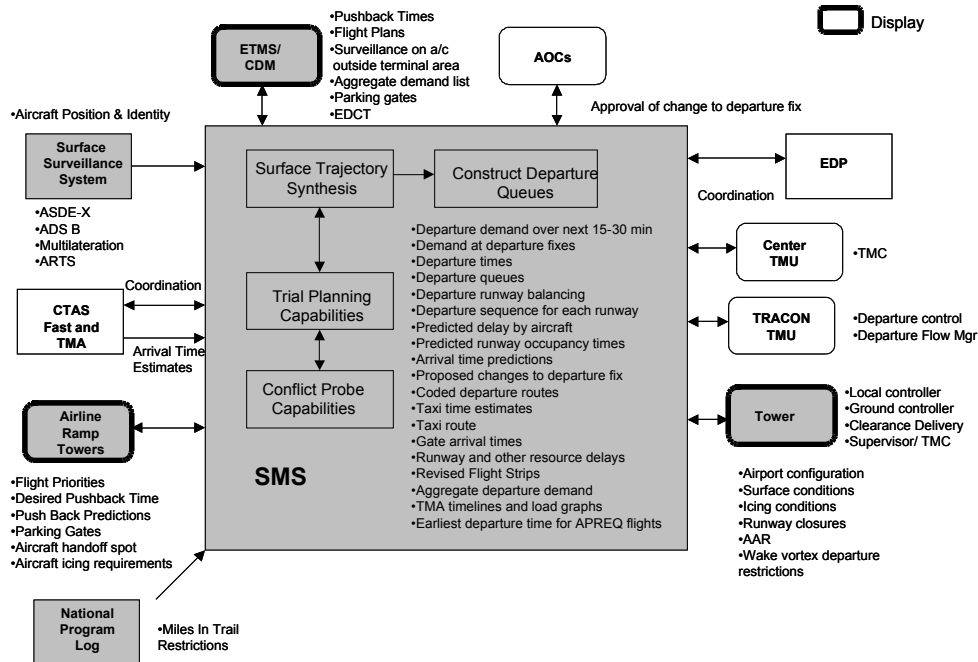 Display
ETMS/
CDM
•Pushback Times
•Flight Plans
•Surveillance on a/c
outside terminal area
•Aggregate demand list
•Parking gates
•EDCT
AOCs
Approval of change to departure fix
•Aircraft Position & Identity
Surface
Surveillance
System
•ASDE-X
•ADS B
•Multilateration
•ARTS
Coordination
CTAS
Fast and
TMA
Arrival Time
Estimates
Airline
Ramp
Towers
•Flight Priorities
•Desired Pushback Time
•Push Back Predictions
•Parking Gates
•Aircraft handoff spot
•Aircraft icing requirements
National
Program
Log
•Miles In Trail
Restrictions
Surface Trajectory
Synthesis
Construct Departure
Queues
Trial Planning
Capabilities
Conflict Probe
Capabilities
SMS
•Departure demand over next 15-30 min
•Demand at departure fixes
•Departure times
•Departure queues
•Departure runway balancing
•Departure sequence for each runway
•Predicted delay by aircraft
•Predicted runway occupancy times
•Arrival time predictions
•Proposed changes to departure fix
•Coded departure routes
•Taxi time estimates
•Taxi route
•Gate arrival times
•Runway and other resource delays
•Revised Flight Strips
•Aggregate departure demand
•TMA timelines and load graphs
•Earliest departure time for APREQ flights
EDP
Coordination
Center
TMU
•TMC
TRACON
TMU
•Departure control
•Departure Flow Mgr
Tower
•Local controller
•Ground controller
•Clearance Delivery
•Supervisor/ TMC
•Airport configuration
•Surface conditions
•Icing conditions
•Runway closures
•AAR
•Wake vortex departure
restrictions